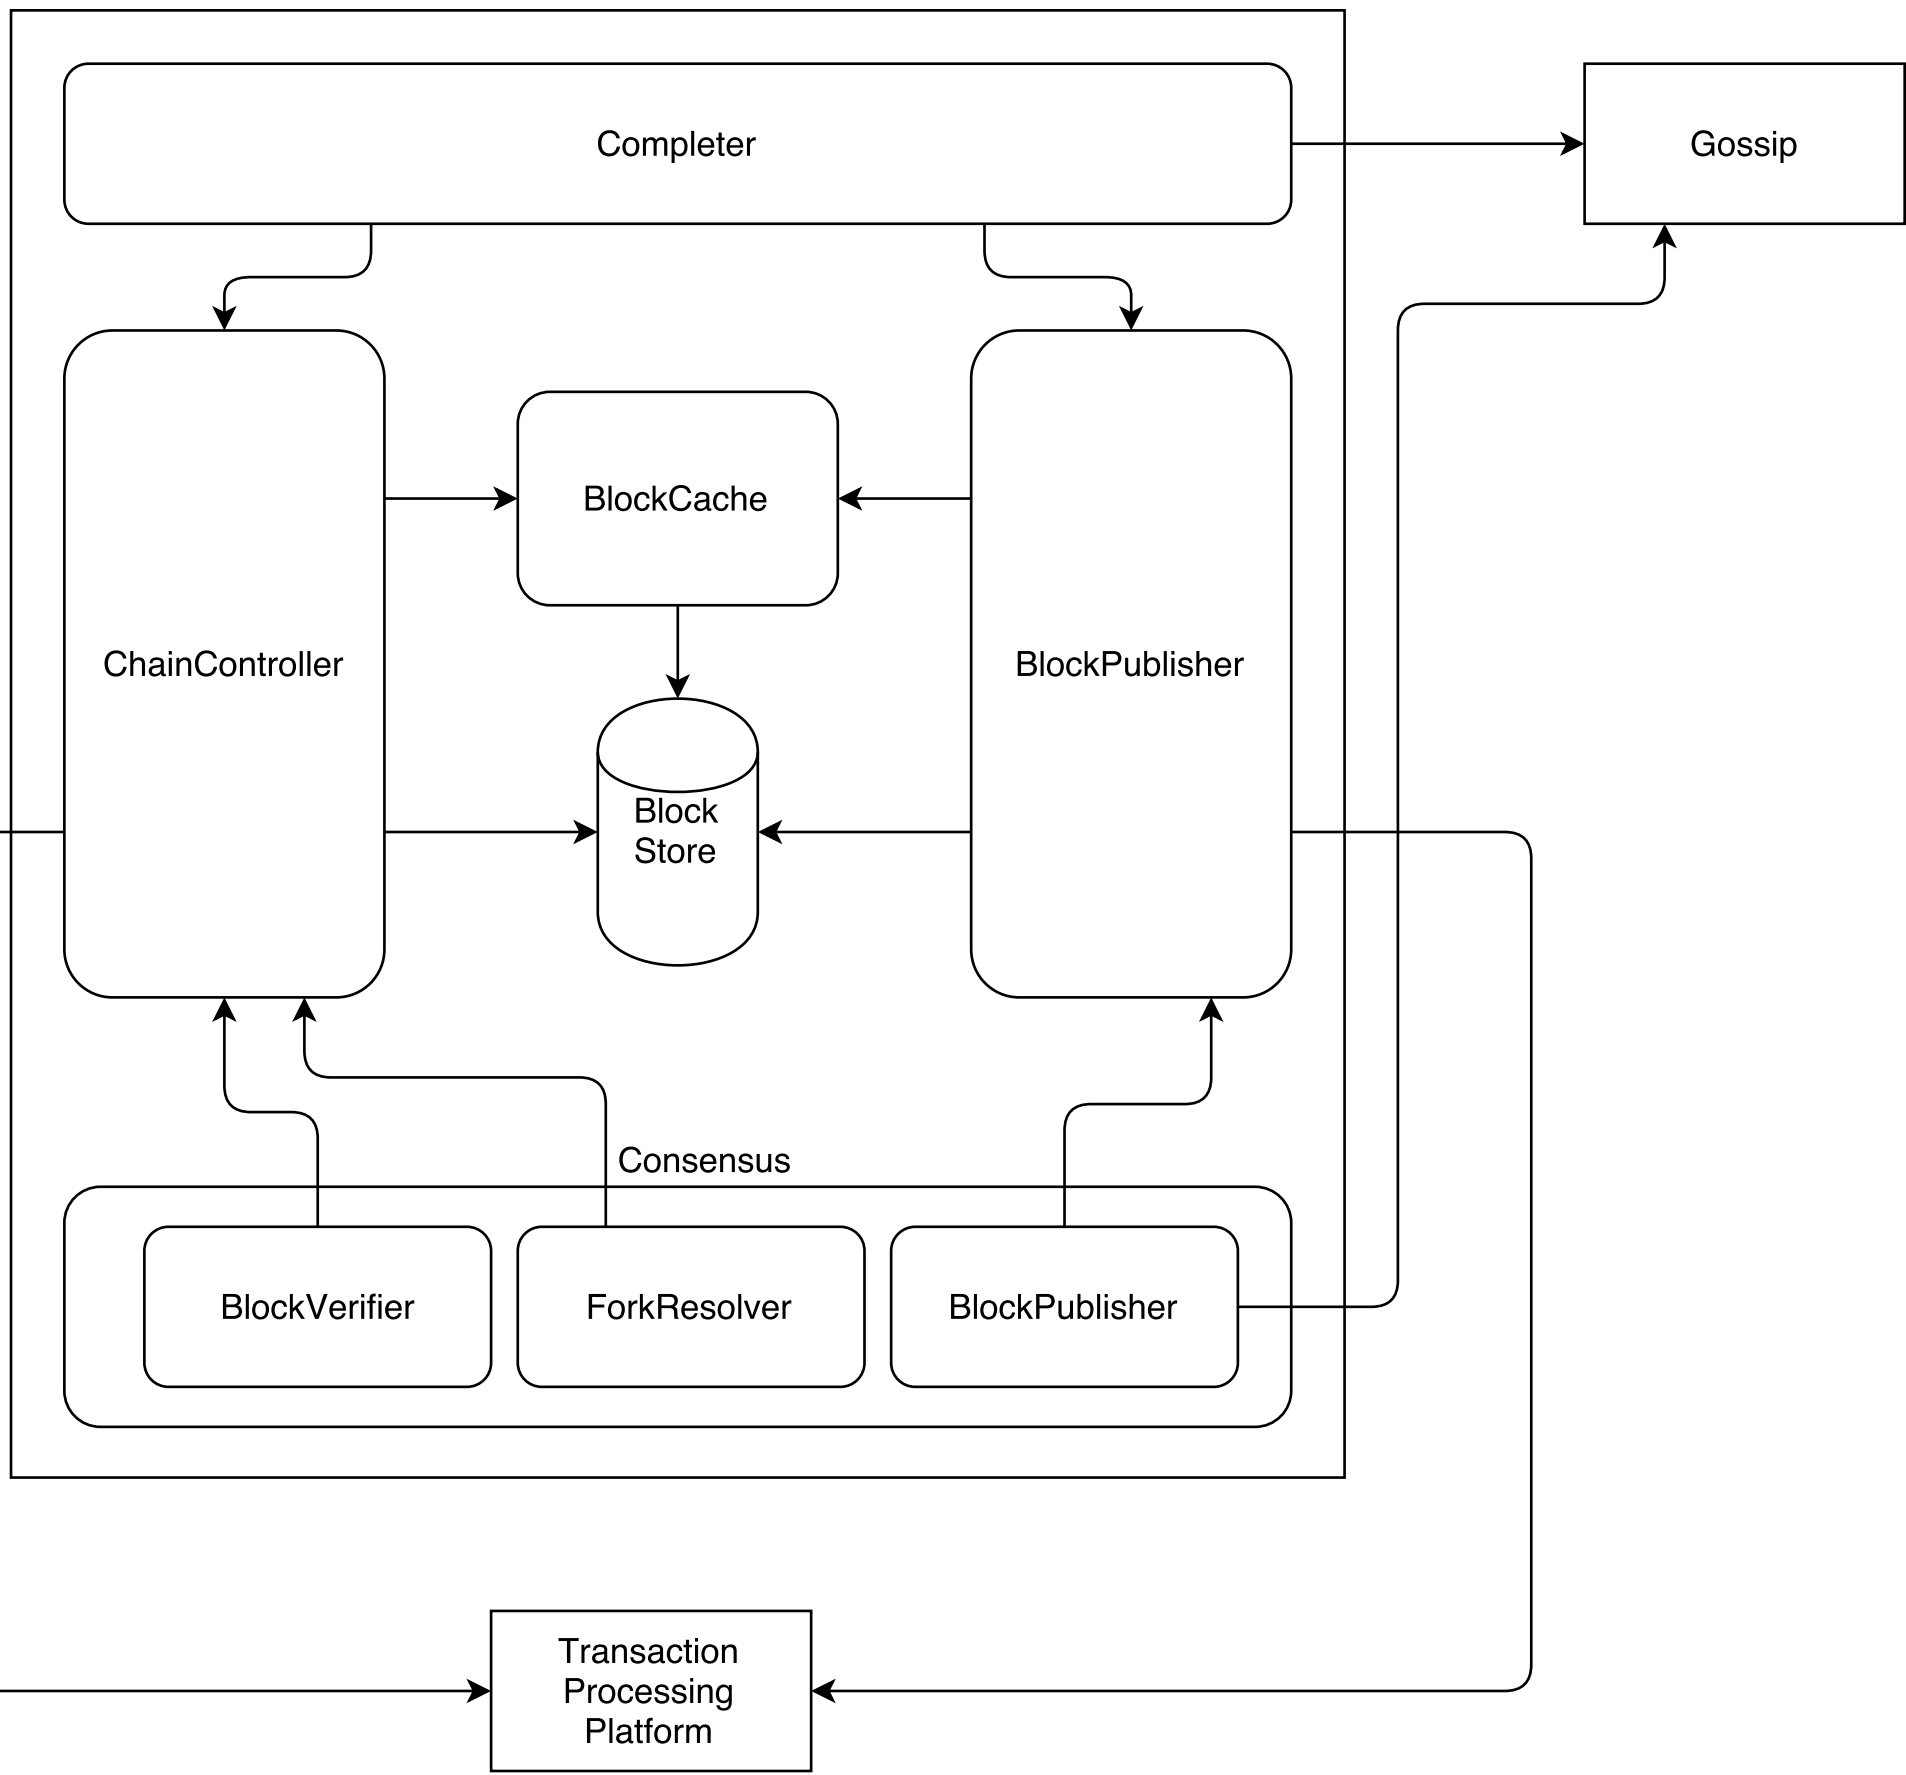 Completer
Gossip
BlockCache
ChainController
BlockPublisher
Block
Store
Consensus
BlockVerifier
ForkResolver
BlockPublisher
Transaction
Processing
Platform